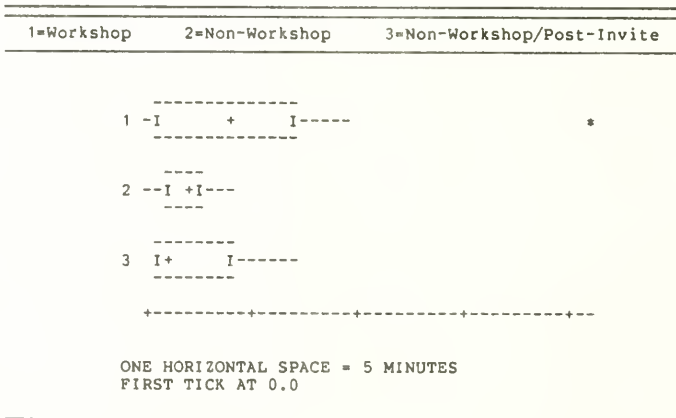 1=Workshop 2=Non-Workshop 3=Non-Workshop/Post-Invite
--------------
1 -I + I----- *
--------------
----
2 --I +I---
----
--------
3 I+ I------
--------
+---------+---------+---------+---------+--
ONE HORIZONTAL SPACE = 5 MINUTES
FIRST TICK AT 0.0